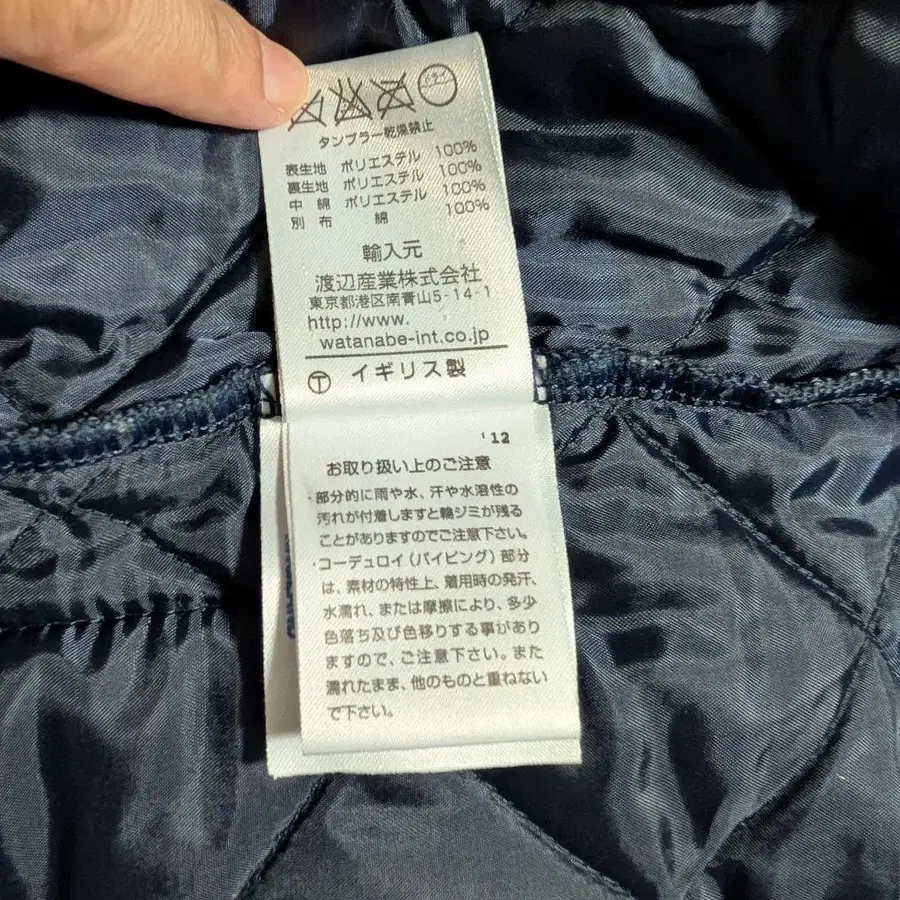 ドライ
タンブラー乾燥禁止
表生地 ポリエステル 100%
裏生地 ポリエステル 100%
中 綿 ポリエステル 100%
別 布 綿 100%
輸入元
渡辺産業株式会社
東京都港区南青山5-14-1
http://www.
watanabe-int.co.jp
Ⓣ イギリス製
'12
お取り扱い上のご注意
・部分的に雨や水、汗や水溶性の
汚れが付着しますと輪ジミが残る
ことがありますのでご注意下さい。
・コーデュロイ(パイピング)部分
は、素材の特性上、着用時の発汗、
水濡れ、または摩擦により、多少
色落ち及び色移りする事があり
ますので、ご注意下さい。また
濡れたまま、他のものと重ねない
で下さい。